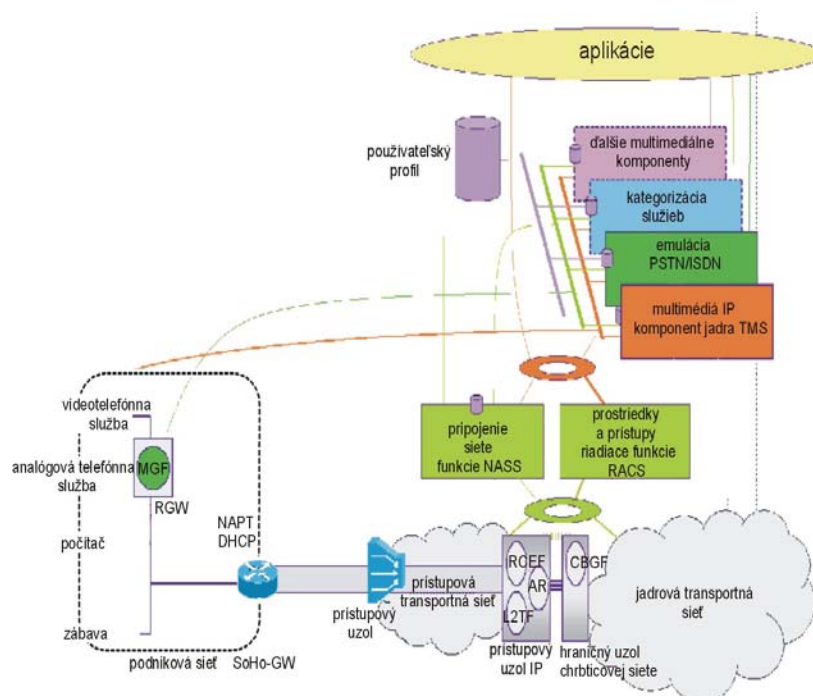 aplikácie
používateľský
profil
ďalšie multimediálne
komponenty
kategorizácia
služieb
emulácia
PSTN/ISDN
multimédiá IP
komponent jadra TMS
videotelefónna
služba
analógová telefónna
služba
MGF
RGW
počítač
zábava
podniková sieť
NAPT
DHCP
SoHo-GW
pripojenie
siete
funkcie NASS
prostriedky
a prístupy
riadiace funkcie
RACS
prístupový
uzol
prístupová
transportná sieť
RCEF
AR
L2TF
CBGF
prístupový
uzol IP
hraničný uzol
chrbticovej siete
jadrová transportná
sieť